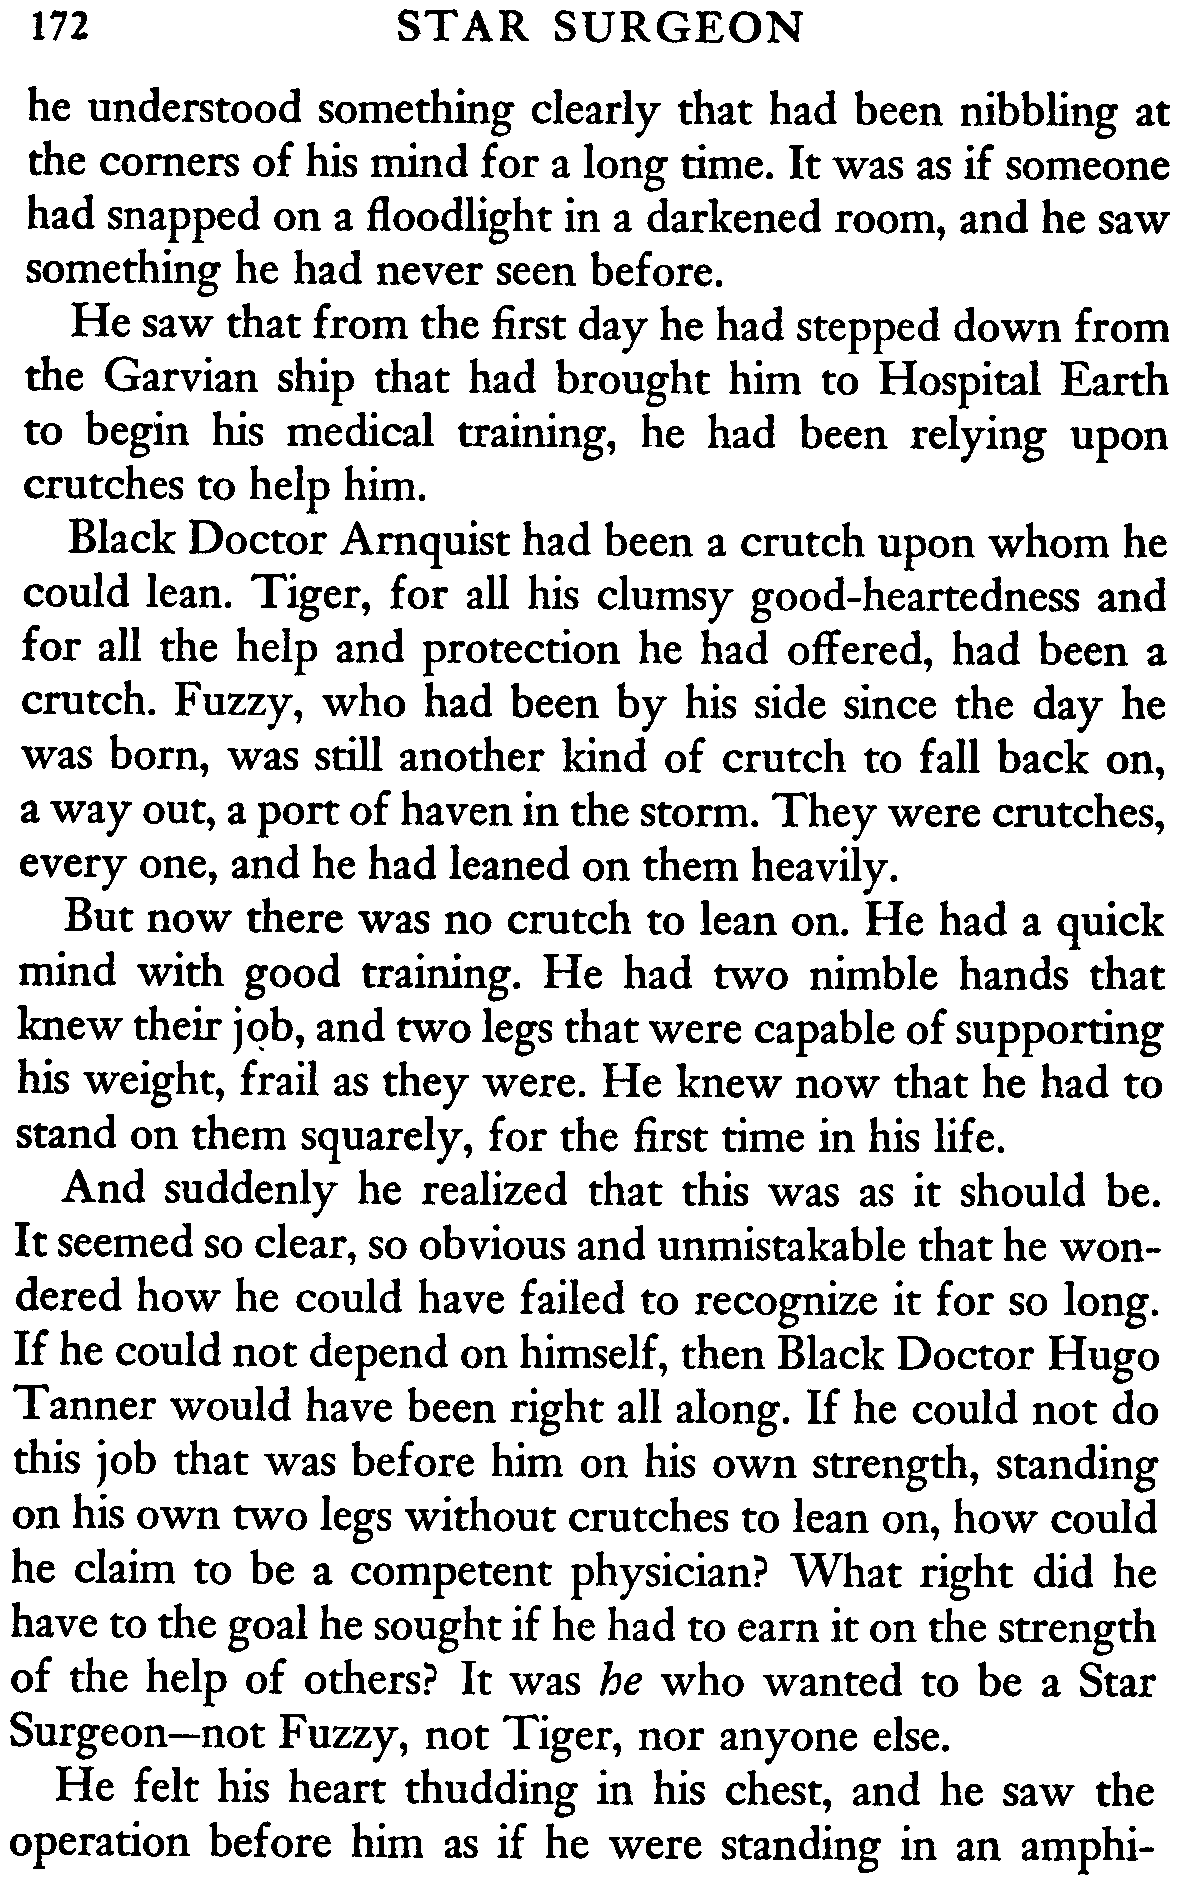 172 STAR SURGEON
he understood something clearly that had been nibbling at
the corners of his mind for a long time. It was as if someone
had snapped on a floodlight in a darkened room, and he saw
something he had never seen before.
He saw that from the first day he had stepped down from
the Garvian ship that had brought him to Hospital Earth
to begin his medical training, he had been relying upon
crutches to help him.
Black Doctor Arnquist had been a crutch upon whom he
could lean. Tiger, for all his clumsy good-heartedness and
for all the help and protection he had offered, had been a
crutch. Fuzzy, who had been by his side since the day he
was born, was still another kind of crutch to fall back on,
a way out, a port of haven in the storm. They were crutches,
every one, and he had leaned on them heavily.
But now there was no crutch to lean on. He had a quick
mind with good training. He had two nimble hands that
knew their job, and two legs that were capable of supporting
his weight, frail as they were. He knew now that he had to
stand on them squarely, for the first time in his life.
And suddenly he realized that this was as it should be.
It seemed so clear, so obvious and unmistakable that he won-
dered how he could have failed to recognize it for so long.
If he could not depend on himself, then Black Doctor Hugo
Tanner would have been right all along. If he could not do
this job that was before him on his own strength, standing
on his own two legs without crutches to lean on, how could
he claim to be a competent physician? What right did he
have to the goal he sought if he had to earn it on the strength
of the help of others? It was he who wanted to be a Star
Surgeon—not Fuzzy, not Tiger, nor anyone else.
He felt his heart thudding in his chest, and he saw the
operation before him as if he were standing in an amphi-